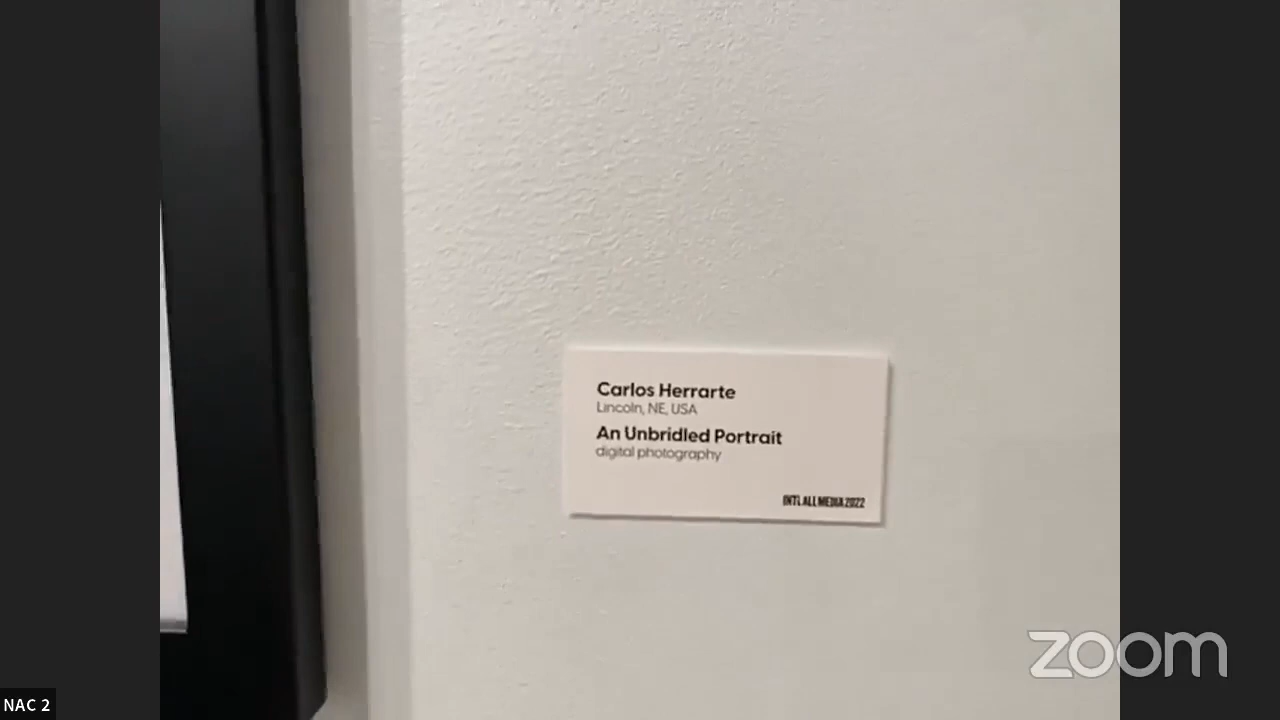 Carlos Herrarte
Lincoln, NE, USA
An Unbridled Portrait
digital photography
INTL ALL MEDIA 2022
zoom
NAC 2